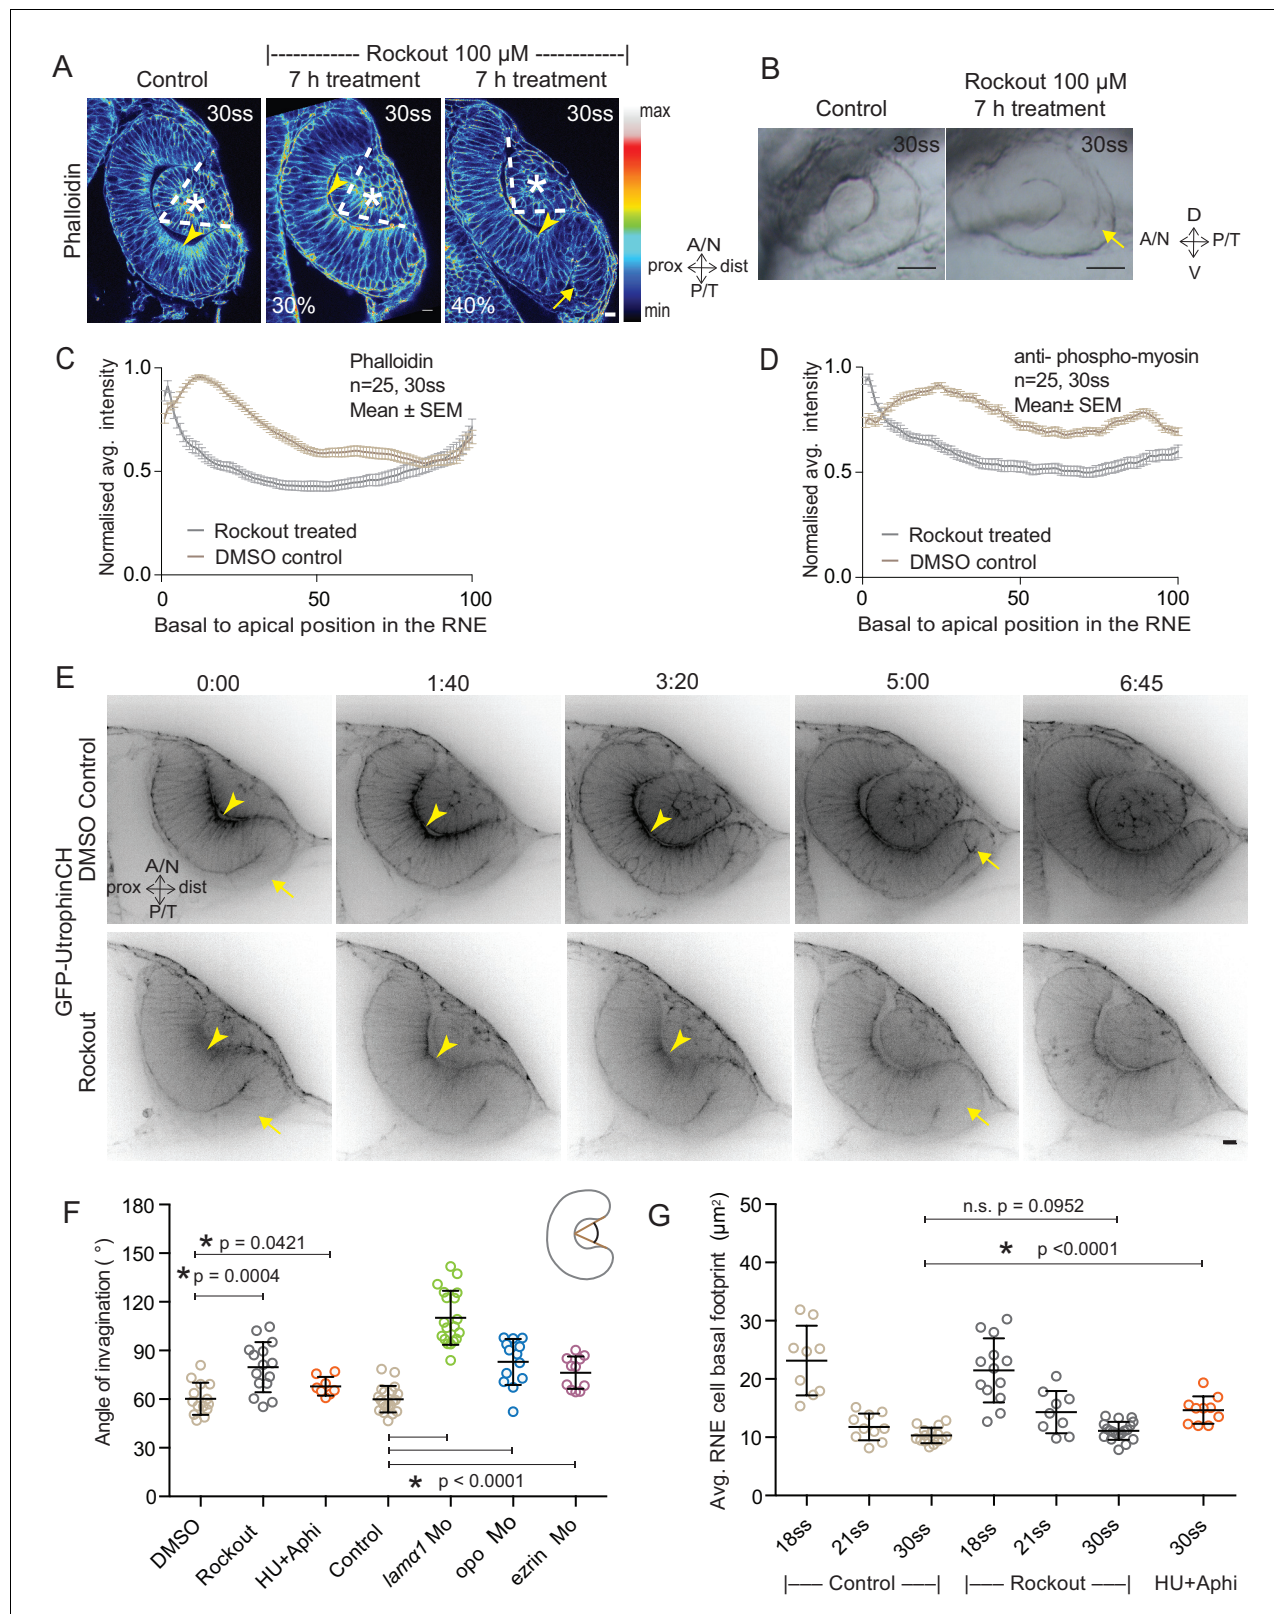 A
|------------ Rockout 100 µM ------------|
Control
7 h treatment
7 h treatment
30ss
30ss
30ss
*
*
*
30%
40%
Phalloidin
max
min
A/N
prox
dist
P/T
B
Rockout 100 µM
Control
7 h treatment
30ss
30ss
D
A/N
P/T
V
C
Phalloidin
n=25, 30ss
Mean ± SEM
Normalised avg. intensity
1.0
0.5
0.0
Rockout treated
DMSO control
0
50
100
Basal to apical position in the RNE
D
anti- phospho-myosin
n=25, 30ss
Mean± SEM
Normalised avg. intensity
1.0
0.5
0.0
Rockout treated
DMSO control
0
50
100
Basal to apical position in the RNE
E
0:00
1:40
3:20
5:00
6:45
GFP-UtrophinCH
DMSO Control
Rockout
A/N
prox
dist
P/T
F
Angle of invagination ( °)
180
150
120
90
60
30
0
* p = 0.0421
* p = 0.0004
* p < 0.0001
DMSO
Rockout
HU+Aphi
Control
lama1 Mo
opo Mo
ezrin Mo
G
Avg. RNE cell basal footprint (µm²)
50
40
30
20
10
0
n.s. p = 0.0952
* p <0.0001
18ss
21ss
30ss
18ss
21ss
30ss
30ss
|–—– Control –—–|
|–—– Rockout –—–|
HU+Aphi